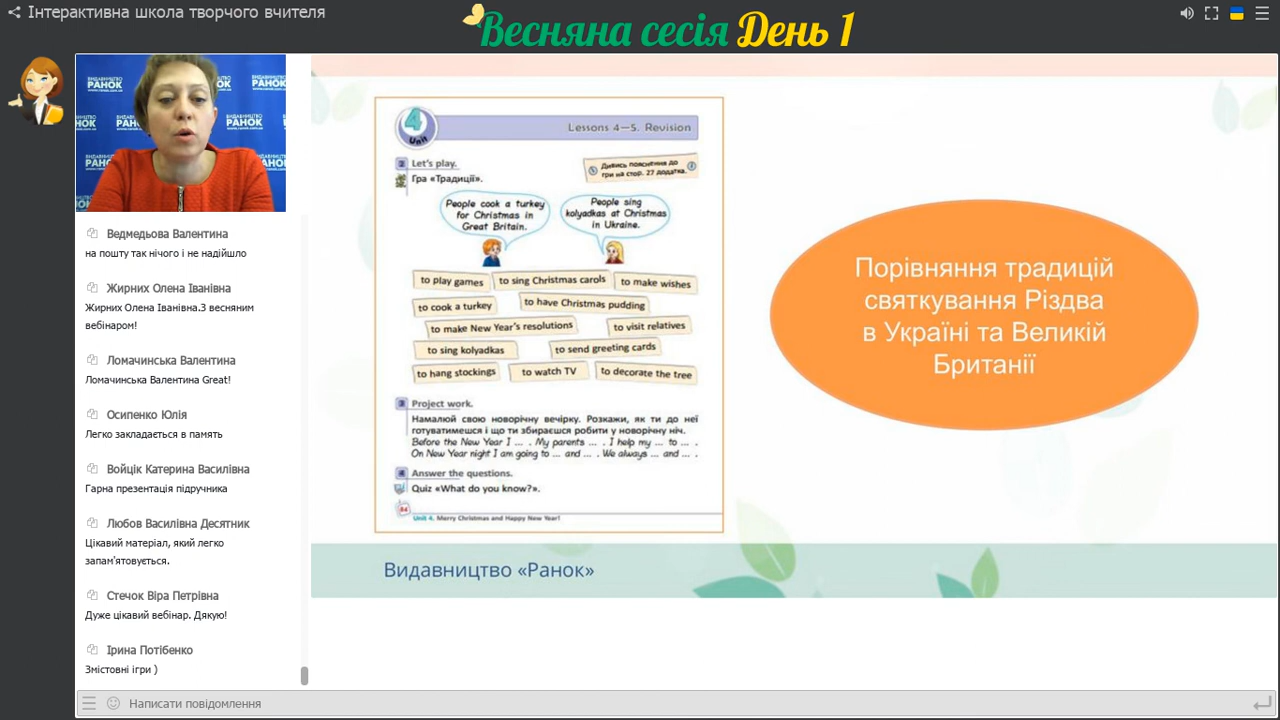 Інтерактивна школа творчого вчителя
Весняна сесія День 1
ВИДАВНИЦТВО
РАНОК
www.ranok.com.ua
Ведмедьова Валентина
на пошту так нічого і не надійшло
Жирних Олена Іванівна
Жирних Олена Іванівна.З весняним
вебінаром!
Ломачинська Валентина
Ломачинська Валентина Great!
Осипенко Юлія
Легко закладається в память
Войцік Катерина Василівна
Гарна презентація підручника
Любов Василівна Десятник
Цікавий матеріал, який легко
запам'ятовується.
Стечок Віра Петрівна
Дуже цікавий вебінар. Дякую!
Ірина Потібенко
Змістовні ігри )
Написати повідомлення
4
Unit
Lessons 4—5. Revision
2 Let's play.
Гра «Традиції».
Дивись пояснення до
гри на стор. 27 додатка.
People cook a turkey
for Christmas in
Great Britain.
People sing
kolyadkas at Christmas
in Ukraine.
to play games
to sing Christmas carols
to make wishes
to cook a turkey
to have Christmas pudding
to make New Year's resolutions
to visit relatives
to sing kolyadkas
to send greeting cards
to hang stockings
to watch TV
to decorate the tree
3 Project work.
Намалюй свою новорічну вечірку. Розкажи, як ти до неї
готуватимешся і що ти збираєшся робити у новорічну ніч.
Before the New Year I ... . My parents ... . I help my ... to ... .
On New Year night I am going to ... and ... . We always ... and ... .
4 Answer the questions.
Quiz «What do you know?».
84
Unit 4. Merry Christmas and Happy New Year!
Порівняння традицій
святкування Різдва
в Україні та Великій
Британії
Видавництво «Ранок»